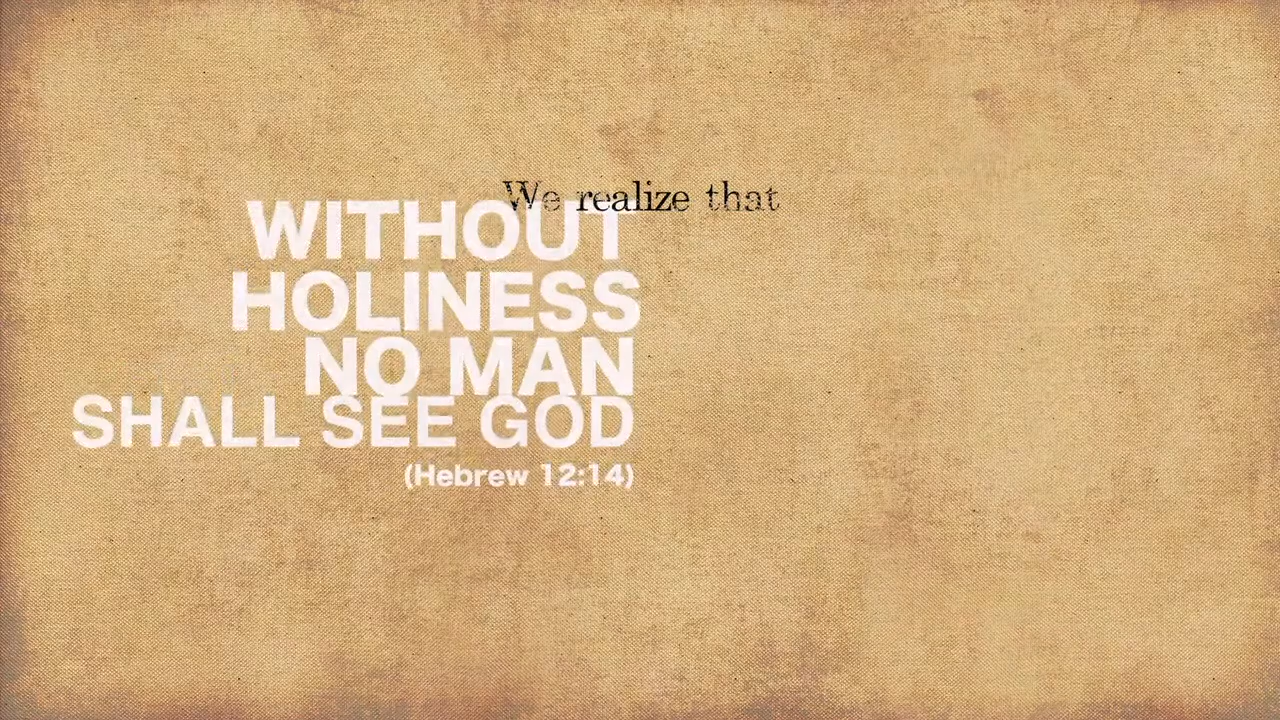 We realize that
WITHOUT
HOLINESS
NO MAN
SHALL SEE GOD
(Hebrew 12:14)